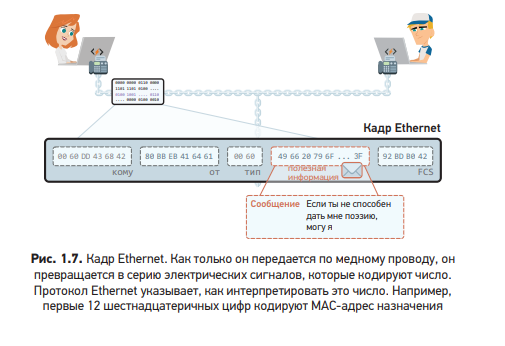 0000 0000 0110 0000
1101 1101 0100 ....
0100 1001 .... 0110
.... 0000 0100 0010
Кадр Ethernet
00 60 DD 43 68 42
80 BB EB 41 64 61
00 60
49 66 20 79 6F ... 3F
92 BD B0 42
кому
от
тип
полезная
информация
FCS
Сообщение
Если ты не способен
дать мне поэзию,
могу я
Рис. 1.7. Кадр Ethernet. Как только он передается по медному проводу, он
превращается в серию электрических сигналов, которые кодируют число.
Протокол Ethernet указывает, как интерпретировать это число. Например,
первые 12 шестнадцатеричных цифр кодируют MAC-адрес назначения